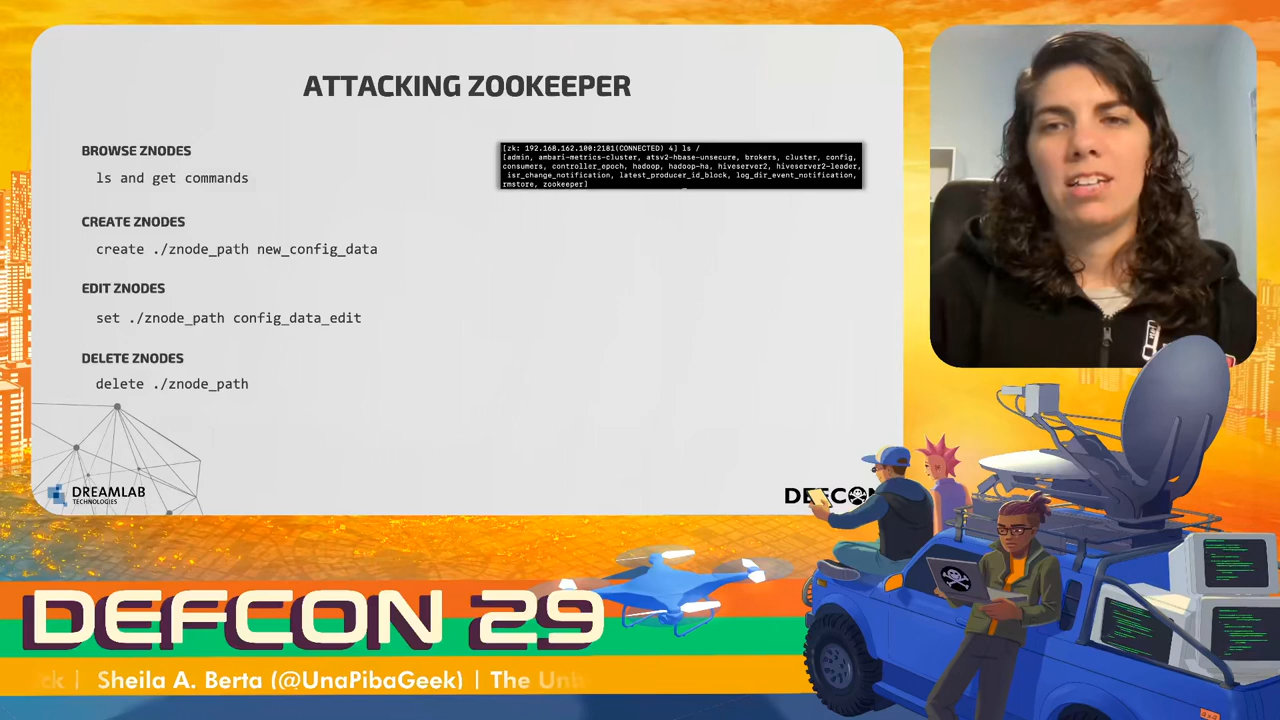 ATTACKING ZOOKEEPER
BROWSE ZNODES
ls and get commands
CREATE ZNODES
create ./znode_path new_config_data
EDIT ZNODES
set ./znode_path config_data_edit
DELETE ZNODES
delete ./znode_path
[zk: 192.168.162.100:2181(CONNECTED) 4] ls /
[admin, ambari-metrics-cluster, atsv2-hbase-unsecure, brokers, cluster, config,
consumers, controller_epoch, hadoop, hadoop-ha, hiveserver2, hiveserver2-leader,
isr_change_notification, latest_producer_id_block, log_dir_event_notification,
rmstore, zookeeper]
DREAMLAB
TECHNOLOGIES
DEFCON 29
Sheila A. Berta (@UnaPibaGeek) | The